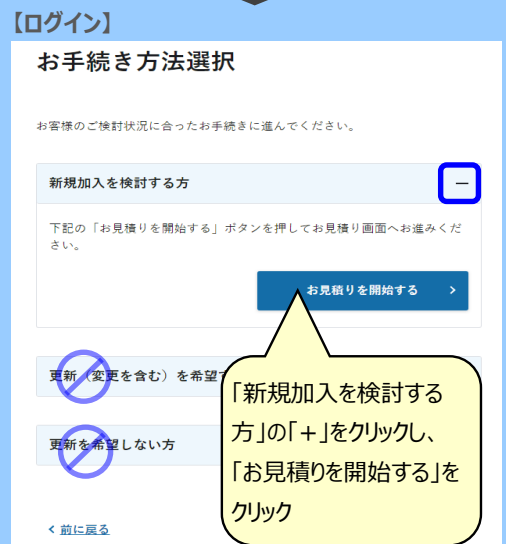 【ログイン】
お手続き方法選択
お客様のご検討状況に合ったお手続きに進んでください。
新規加入を検討する方
下記の「お見積りを開始する」ボタンを押してお見積り画面へお進みくだ
さい。
お見積りを開始する
更新（変更を含む）を希望
更新を希望しない方
「新規加入を検討する
方」の「+」をクリックし、
「お見積りを開始する」を
クリック
前に戻る